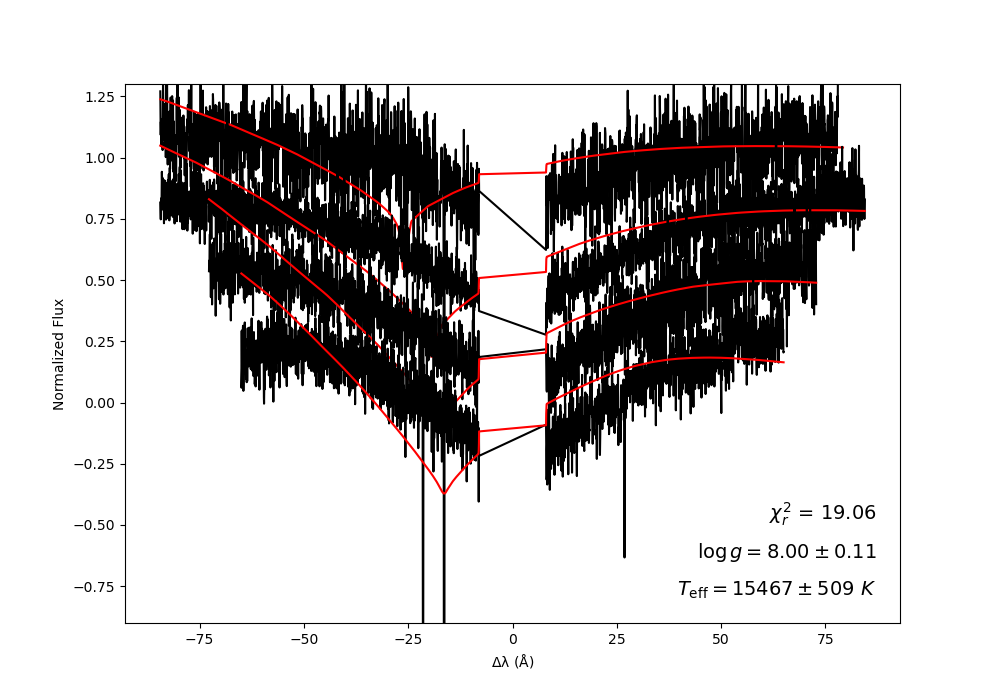 1.25
1.00
0.75
0.50
0.25
0.00
−0.25
−0.50
−0.75
Normalized Flux
χ²ᵣ = 19.06
log g = 8.00 ± 0.11
T_eff = 15467 ± 509 K
−75 −50 −25 0 25 50 75
Δλ (Å)